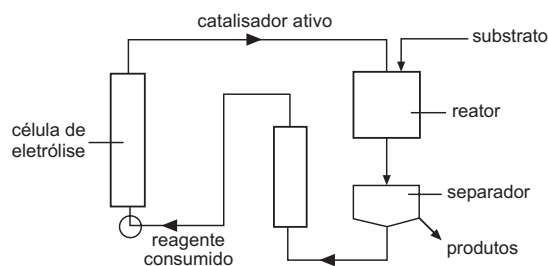 catalisador ativo
substrato
célula de
eletrólise
reator
separador
reagente
consumido
produtos